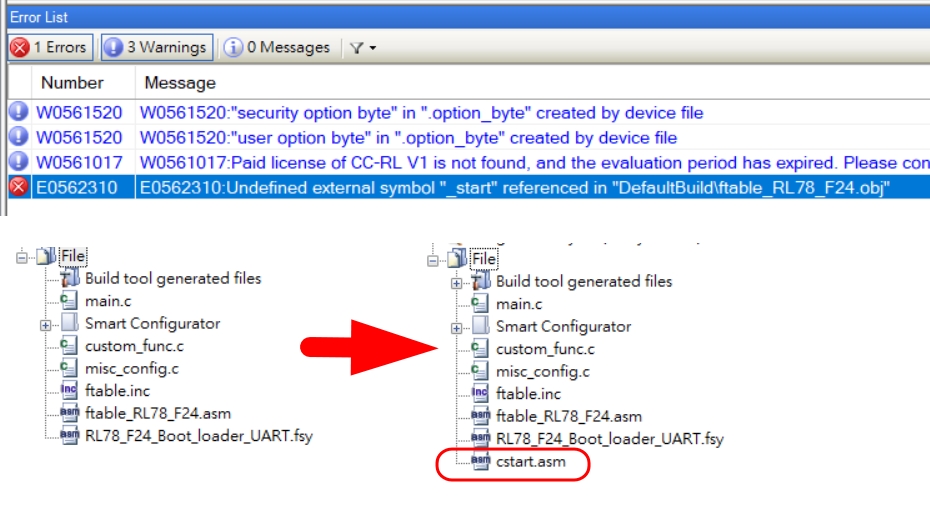 Error List
1 Errors 3 Warnings 0 Messages
Number Message
W0561520 W0561520:"security option byte" in ".option_byte" created by device file
W0561520 W0561520:"user option byte" in ".option_byte" created by device file
W0561017 W0561017:Paid license of CC-RL V1 is not found, and the evaluation period has expired. Please con
E0562310 E0562310:Undefined external symbol "_start" referenced in "DefaultBuild\ftable_RL78_F24.obj"
File
Build tool generated files
main.c
Smart Configurator
custom_func.c
misc_config.c
ftable.inc
ftable_RL78_F24.asm
RL78_F24_Boot_loader_UART.fsy
File
Build tool generated files
main.c
Smart Configurator
custom_func.c
misc_config.c
ftable.inc
ftable_RL78_F24.asm
RL78_F24_Boot_loader_UART.fsy
cstart.asm